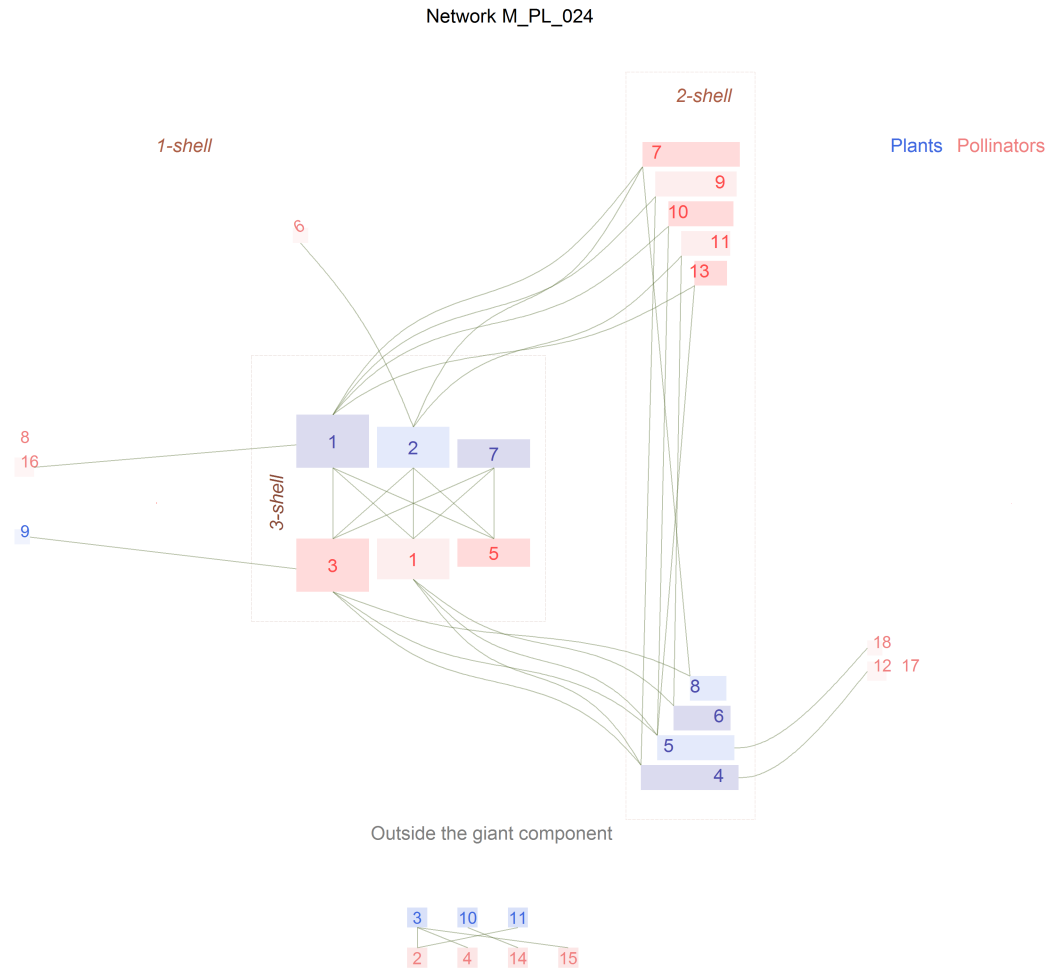 Network M_PL_024
2-shell
1-shell
Plants Pollinators
7
9
10
11
13
6
1 2 7
8
16
3-shell
9
3 1 5
18
12 17
8
6
5
4
Outside the giant component
3 10 11
2 4 14 15